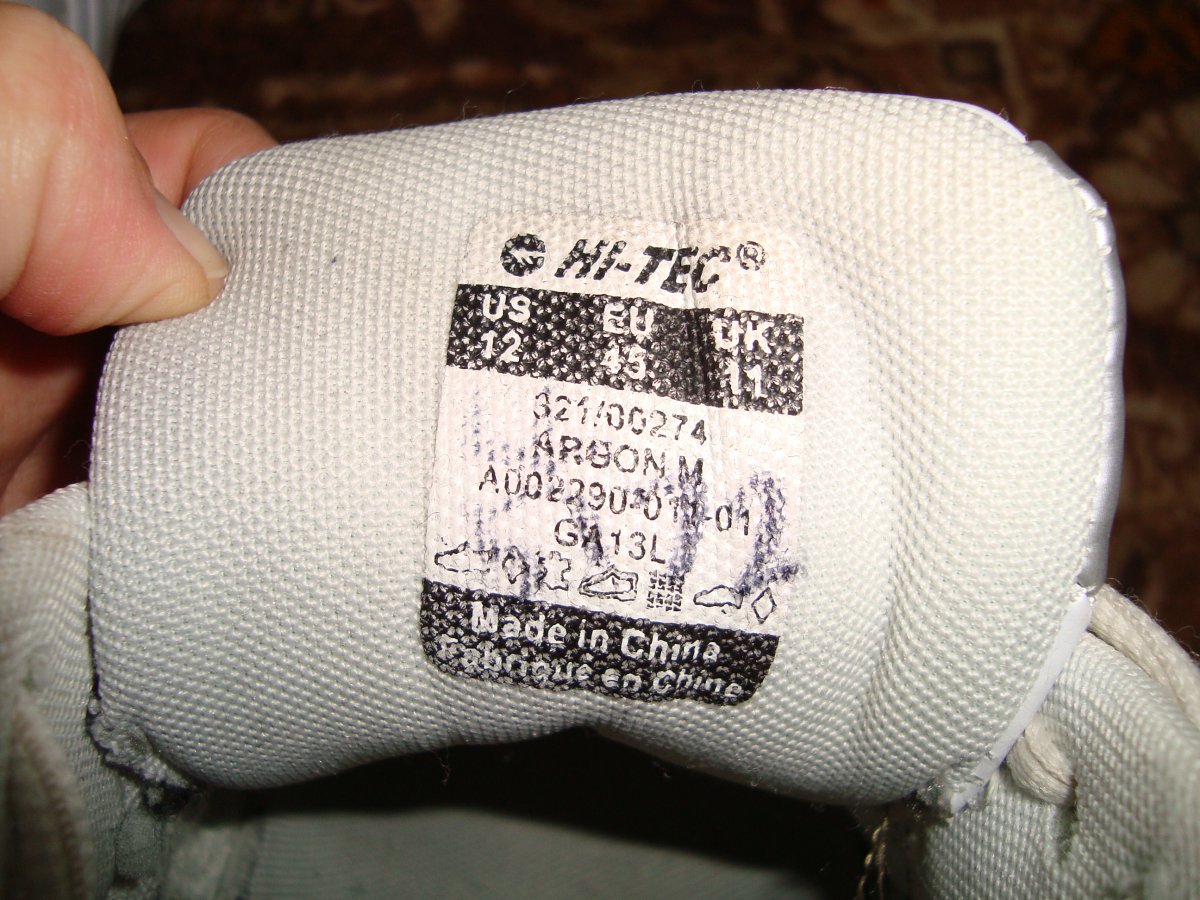 HI-TEC®
US EU UK
12 45 11
321/00274
ARGON M
A002290-011-01
GA13L
Made in China
Fabriqué en Chine